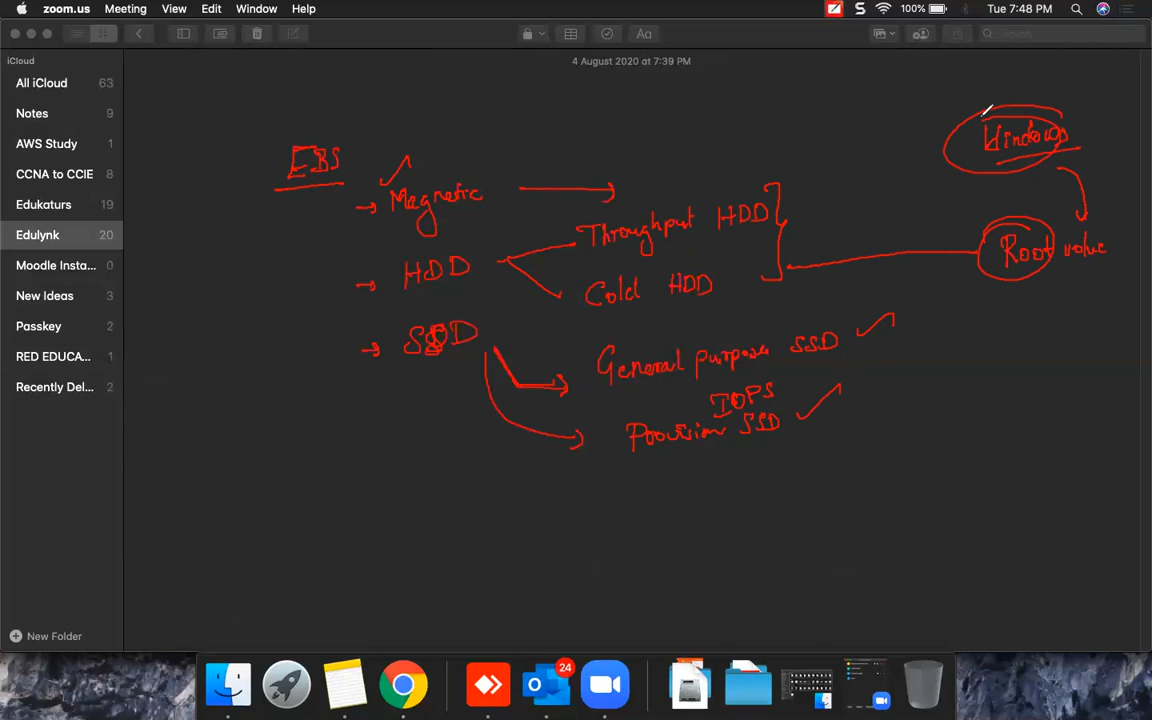 zoom.us Meeting View Edit Window Help
100% Tue 7:48 PM
Aa
Search
4 August 2020 at 7:39 PM
iCloud
All iCloud 63
Notes 9
AWS Study 1
CCNA to CCIE 8
Edukaturs 19
Edulynk 20
Moodle Insta... 0
New Ideas 3
Passkey 2
RED EDUCA... 1
Recently Del... 2
New Folder
EBS
Windows
→ Magnetic
Throughput HDD
Root
→ HDD
Cold HDD
→ SSD
General purpose SSD
IOPS
Provision SSD
24